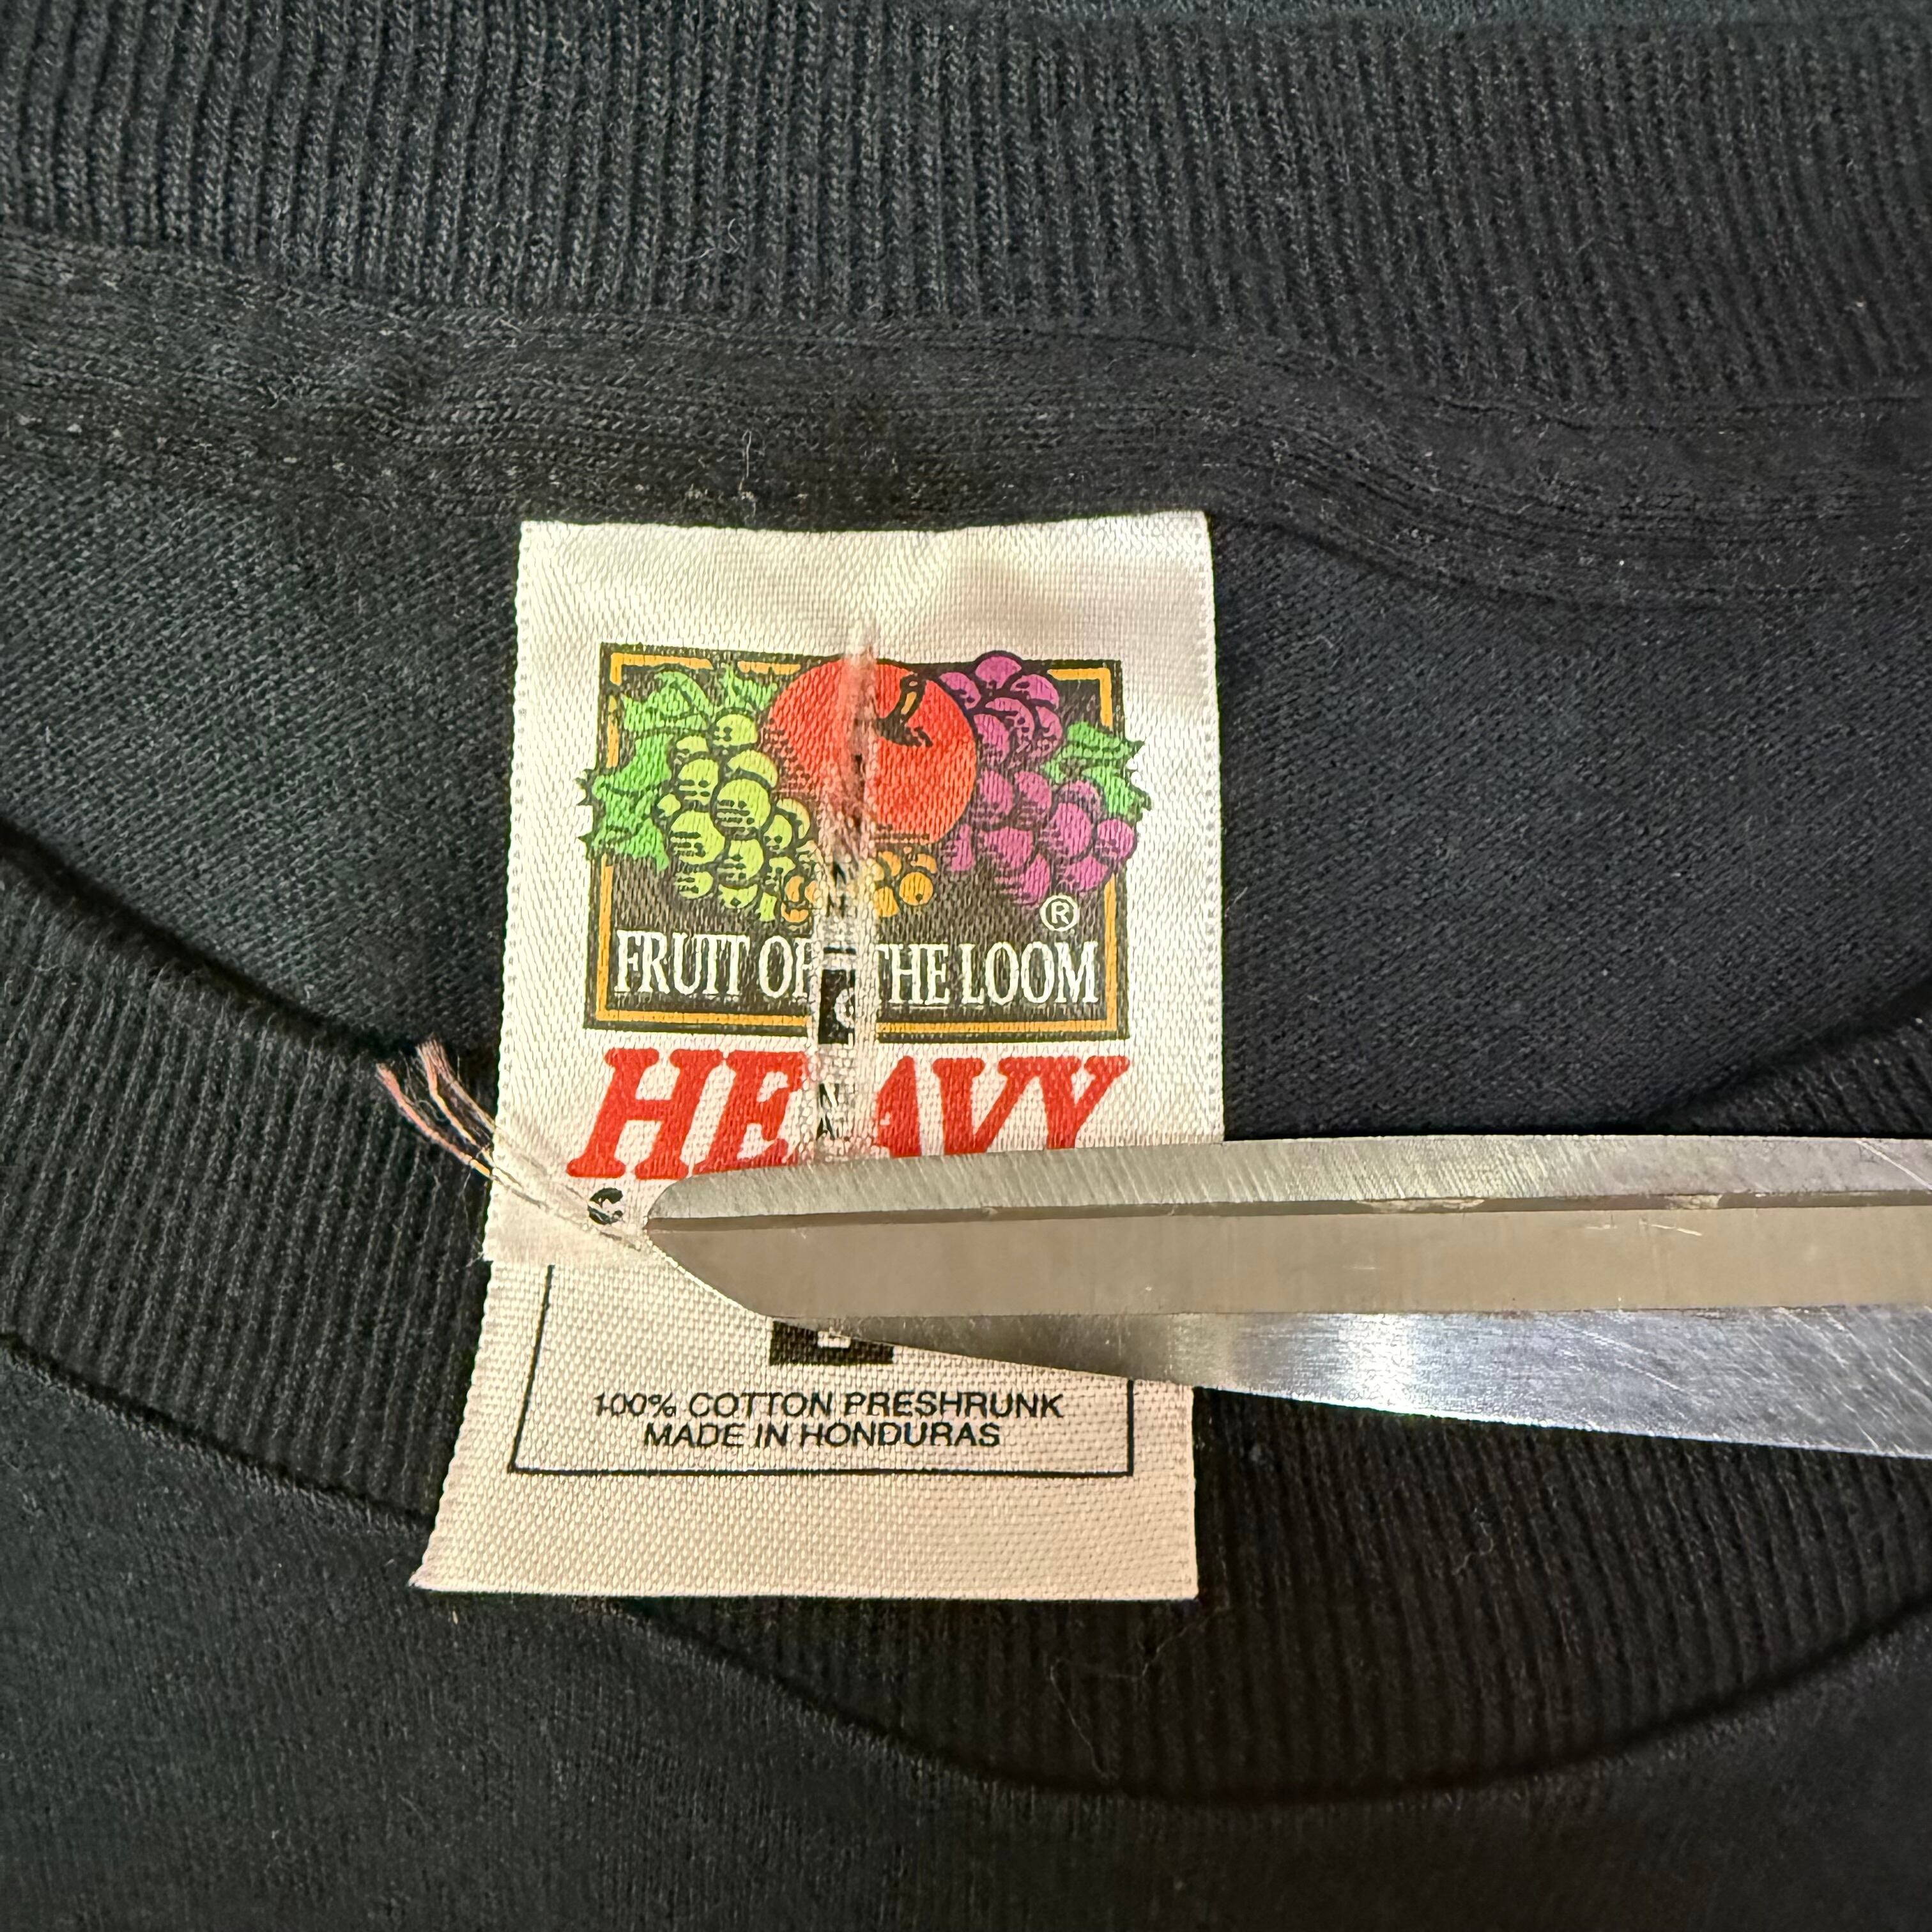 FRUIT OF THE LOOM ®
HEAVY
C
100% COTTON PRESHRUNK
MADE IN HONDURAS